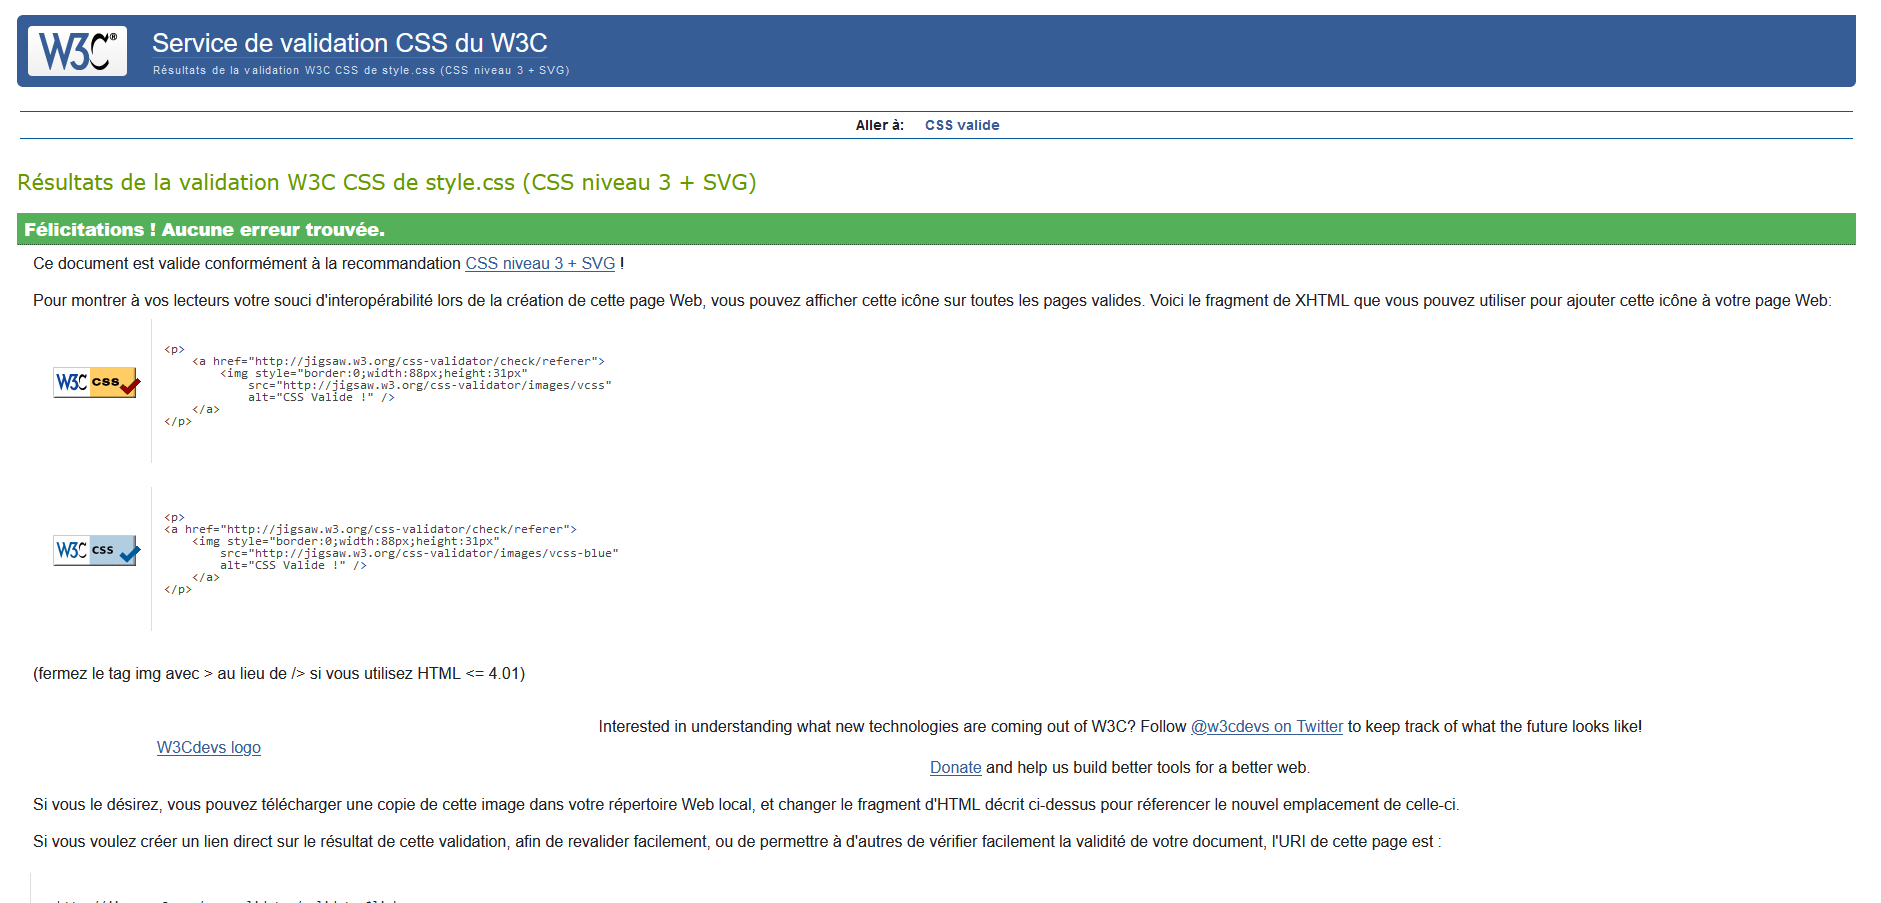 W3C®
Service de validation CSS du W3C
Résultats de la validation W3C CSS de style.css (CSS niveau 3 + SVG)
Aller à: CSS valide
Résultats de la validation W3C CSS de style.css (CSS niveau 3 + SVG)
Félicitations ! Aucune erreur trouvée.
Ce document est valide conformément à la recommandation CSS niveau 3 + SVG !
Pour montrer à vos lecteurs votre souci d'interopérabilité lors de la création de cette page Web, vous pouvez afficher cette icône sur toutes les pages valides. Voici le fragment de XHTML que vous pouvez utiliser pour ajouter cette icône à votre page Web:
W3C css
<p>
<a href="http://jigsaw.w3.org/css-validator/check/referer">
<img style="border:0;width:88px;height:31px"
src="http://jigsaw.w3.org/css-validator/images/vcss"
alt="CSS Valide !" />
</a>
</p>
W3C css
<p>
<a href="http://jigsaw.w3.org/css-validator/check/referer">
<img style="border:0;width:88px;height:31px"
src="http://jigsaw.w3.org/css-validator/images/vcss-blue"
alt="CSS Valide !" />
</a>
</p>
(fermez le tag img avec > au lieu de /> si vous utilisez HTML <= 4.01)
Interested in understanding what new technologies are coming out of W3C? Follow @w3cdevs on Twitter to keep track of what the future looks like!
W3Cdevs logo
Donate and help us build better tools for a better web.
Si vous le désirez, vous pouvez télécharger une copie de cette image dans votre répertoire Web local, et changer le fragment d'HTML décrit ci-dessus pour réferencer le nouvel emplacement de celle-ci.
Si vous voulez créer un lien direct sur le résultat de cette validation, afin de revalider facilement, ou de permettre à d'autres de vérifier facilement la validité de votre document, l'URI de cette page est :